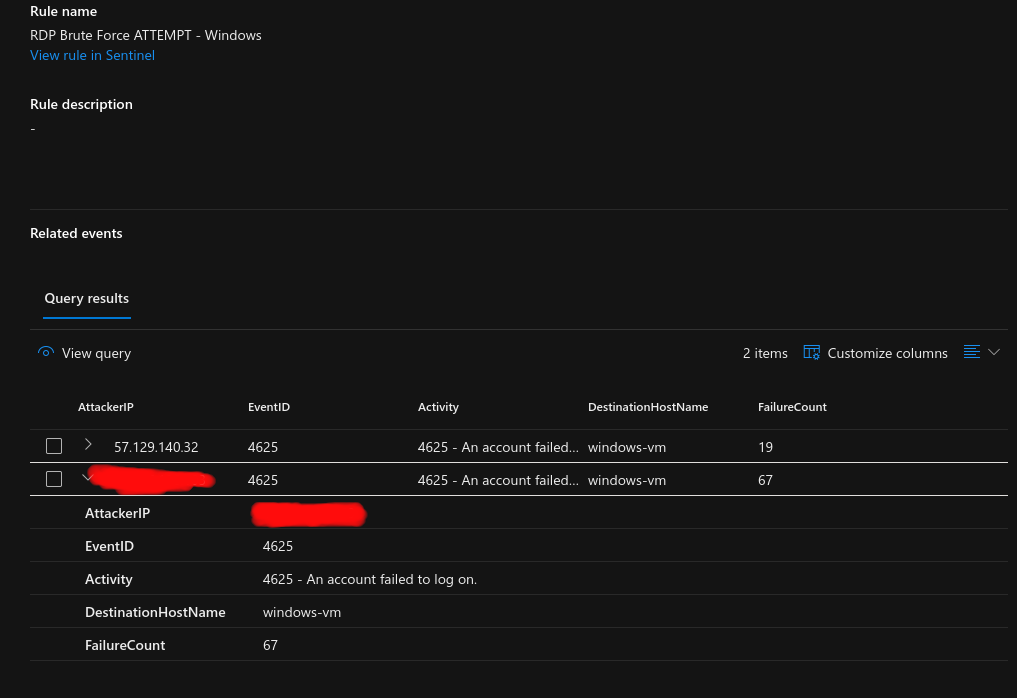 Rule name
RDP Brute Force ATTEMPT - Windows
View rule in Sentinel
Rule description
-
Related events
Query results
View query
2 items Customize columns
AttackerIP EventID Activity DestinationHostName FailureCount
57.129.140.32 4625 4625 - An account failed... windows-vm 19
4625 4625 - An account failed... windows-vm 67
AttackerIP
EventID 4625
Activity 4625 - An account failed to log on.
DestinationHostName windows-vm
FailureCount 67